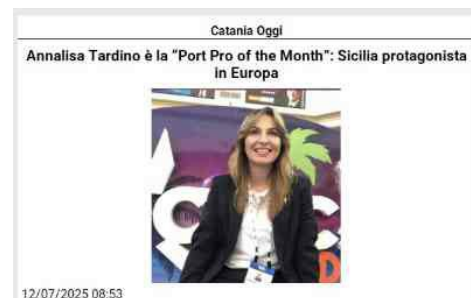 Catania Oggi
Annalisa Tardino è la “Port Pro of the Month”: Sicilia protagonista
in Europa
12/07/2025 08:53